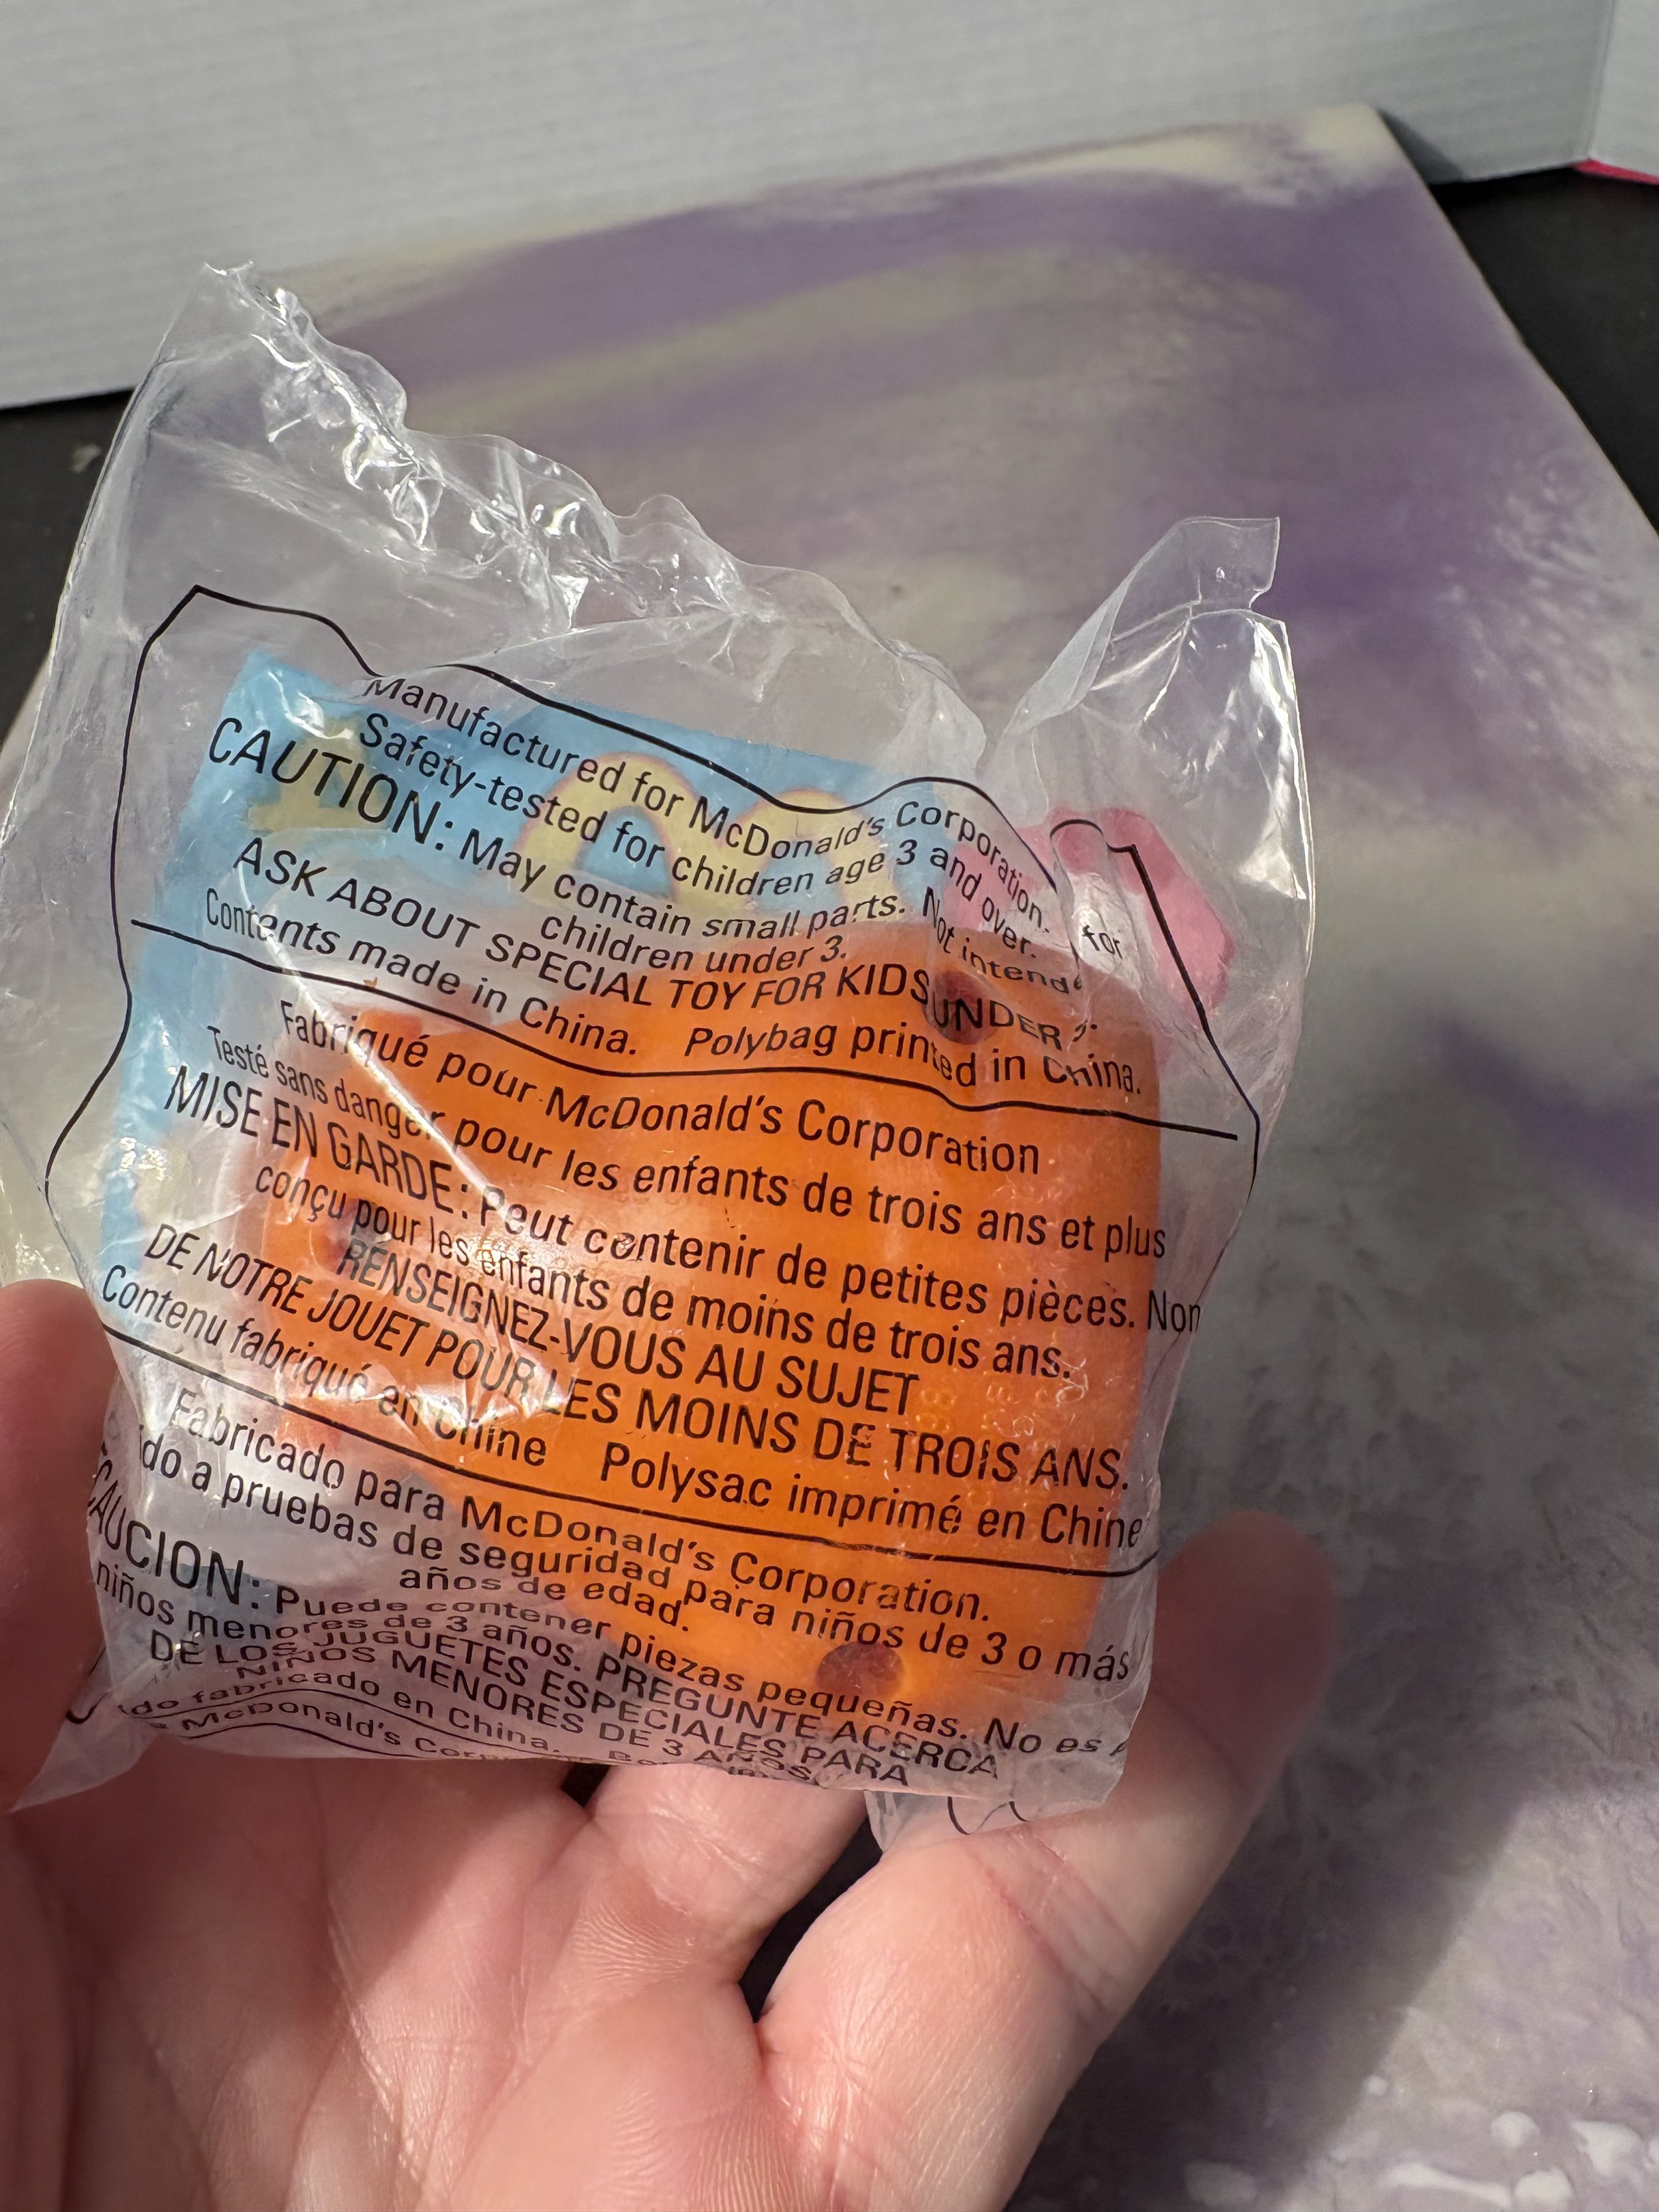 Manufactured for McDonald's Corporation.
Safety-tested for children age 3 and over.
CAUTION: May contain small parts. Not intended for
children under 3.
ASK ABOUT SPECIAL TOY FOR KIDS UNDER
Contents made in China. Polybag printed in China.
Fabriqué pour McDonald's Corporation
Testé sans danger pour les enfants de trois ans et plus
MISE EN GARDE: Peut contenir de petites pièces. Non
conçu pour les enfants de moins de trois ans.
RENSEIGNEZ-VOUS AU SUJET
DE NOTRE JOUET POUR LES MOINS DE TROIS ANS.
Contenu fabriqué en Chine Polysac imprimé en Chine
Fabricado para McDonald's Corporation.
ido a pruebas de seguridad para niños de 3 o más
años de edad.
CAUCION: Puede contener piezas pequeñas. No es
niños menores de 3 años. PREGUNTE ACERCA
DE LOS JUGUETES ESPECIALES PARA
NIÑOS MENORES DE 3 AÑOS.
do fabricado en China.
McDonald's